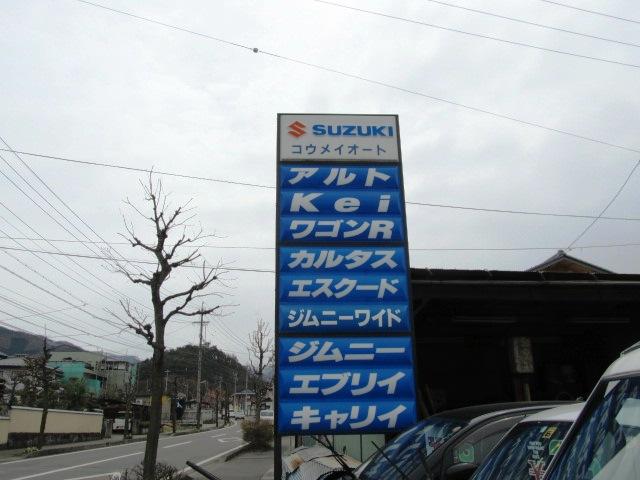 SUZUKI
コウメイオート
アルト
Kei
ワゴンR
カルタス
エスクード
ジムニーワイド
ジムニー
エブリイ
キャリイ